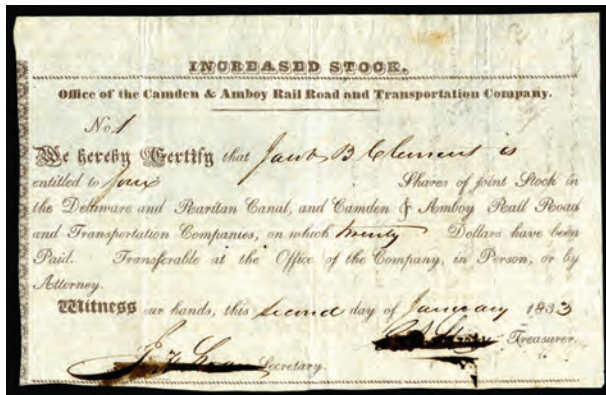 INCREASED STOCK.
Office of the Camden & Amboy Rail Road and Transportation Company.
No 1
We hereby Certify that Jacob B Clement is
entitled to four Shares of joint Stock in
the Delaware and Raritan Canal, and Camden & Amboy Rail Road
and Transportation Companies, on which twenty Dollars have been
Paid. Transferable at the Office of the Company, in Person, or by
Attorney.
Witness our hands, this second day of January 1833
Treasurer.
Secretary.